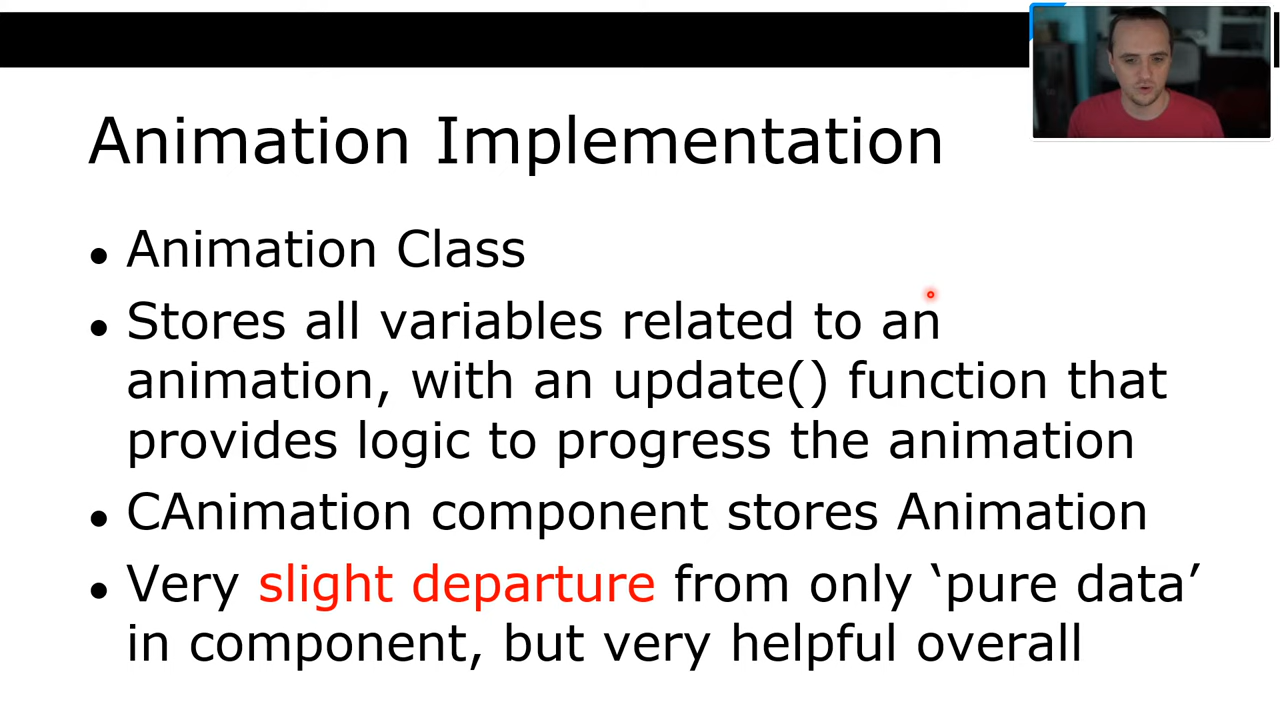 Animation Implementation
• Animation Class
• Stores all variables related to an
animation, with an update() function that
provides logic to progress the animation
• CAnimation component stores Animation
• Very slight departure from only ‘pure data’
in component, but very helpful overall